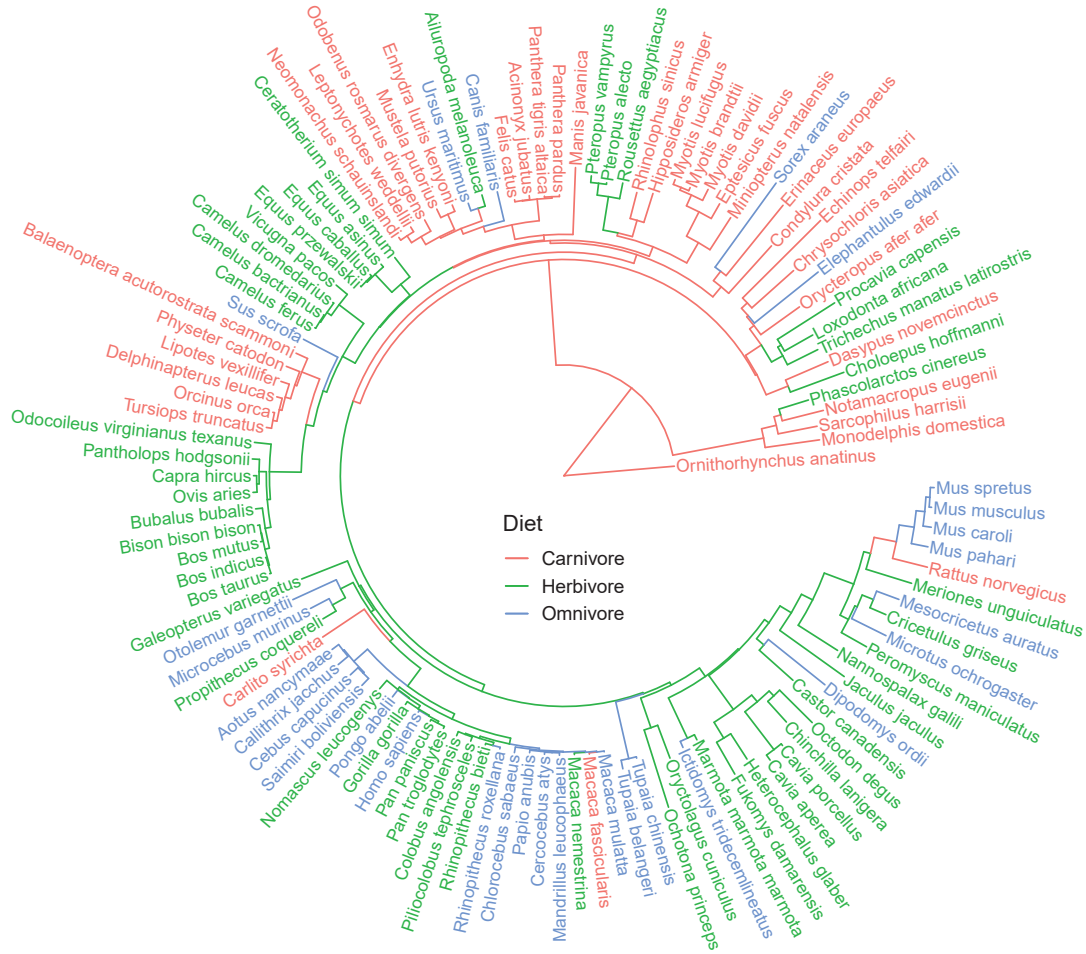 Odobenus rosmarus divergens
Neomonachus schauinslandi
Leptonychotes weddellii
Mustela putorius
Enhydra lutris kenyoni
Ailuropoda melanoleuca
Ursus maritimus
Canis familiaris
Felis catus
Acinonyx jubatus
Panthera tigris altaica
Panthera pardus
Manis javanica
Pteropus vampyrus
Pteropus alecto
Rousettus aegyptiacus
Rhinolophus sinicus
Hipposideros armiger
Myotis lucifugus
Myotis brandtii
Myotis davidii
Eptesicus fuscus
Miniopterus natalensis
Sorex araneus
Erinaceus europaeus
Condylura cristata
Echinops telfairi
Chrysochloris asiatica
Elephantulus edwardii
Orycteropus afer afer
Procavia capensis
Loxodonta africana
Trichechus manatus latirostris
Dasypus novemcinctus
Choloepus hoffmanni
Phascolarctos cinereus
Notamacropus eugenii
Sarcophilus harrisii
Monodelphis domestica
Ornithorhynchus anatinus
Ceratotherium simum simum
Equus asinus
Equus caballus
Equus przewalskii
Vicugna pacos
Camelus dromedarius
Camelus bactrianus
Camelus ferus
Sus scrofa
Balaenoptera acutorostrata scammoni
Physeter catodon
Lipotes vexillifer
Delphinapterus leucas
Orcinus orca
Tursiops truncatus
Odocoileus virginianus texanus
Pantholops hodgsonii
Capra hircus
Ovis aries
Bubalus bubalis
Bison bison bison
Bos mutus
Bos indicus
Bos taurus
Galeopterus variegatus
Otolemur garnettii
Microcebus murinus
Propithecus coquereli
Carlito syrichta
Aotus nancymaae
Callithrix jacchus
Cebus capucinus
Saimiri boliviensis
Nomascus leucogenys
Pongo abelii
Gorilla gorilla
Homo sapiens
Pan paniscus
Pan troglodytes
Colobus angolensis
Piliocolobus tephrosceles
Rhinopithecus bieti
Rhinopithecus roxellana
Chlorocebus sabaeus
Papio anubis
Cercocebus atys
Mandrillus leucophaeus
Macaca nemestrina
Macaca fascicularis
Macaca mulatta
Tupaia belangeri
Tupaia chinensis
Ochotona princeps
Oryctolagus cuniculus
Ictidomys tridecemlineatus
Marmota marmota marmota
Fukomys damarensis
Heterocephalus glaber
Cavia aperea
Cavia porcellus
Chinchilla lanigera
Octodon degus
Castor canadensis
Dipodomys ordii
Jaculus jaculus
Nannospalax galili
Peromyscus maniculatus
Microtus ochrogaster
Cricetulus griseus
Mesocricetus auratus
Meriones unguiculatus
Rattus norvegicus
Mus pahari
Mus caroli
Mus musculus
Mus spretus
Diet
Carnivore
Herbivore
Omnivore